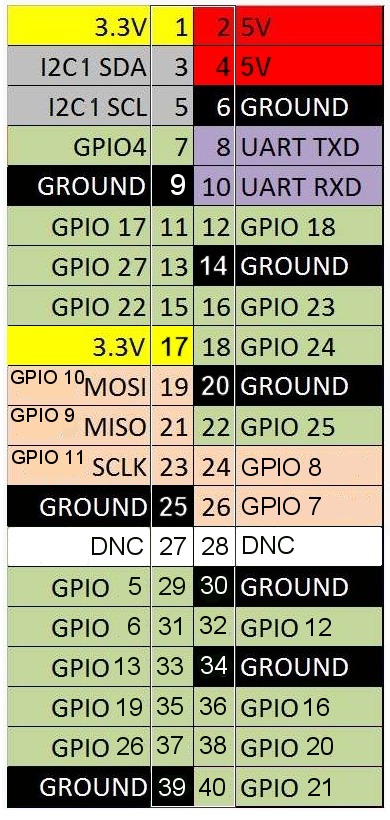 3.3V 1 2 5V
I2C1 SDA 3 4 5V
I2C1 SCL 5 6 GROUND
GPIO4 7 8 UART TXD
GROUND 9 10 UART RXD
GPIO 17 11 12 GPIO 18
GPIO 27 13 14 GROUND
GPIO 22 15 16 GPIO 23
3.3V 17 18 GPIO 24
GPIO 10 MOSI 19 20 GROUND
GPIO 9 MISO 21 22 GPIO 25
GPIO 11 SCLK 23 24 GPIO 8
GROUND 25 26 GPIO 7
DNC 27 28 DNC
GPIO 5 29 30 GROUND
GPIO 6 31 32 GPIO 12
GPIO 13 33 34 GROUND
GPIO 19 35 36 GPIO 16
GPIO 26 37 38 GPIO 20
GROUND 39 40 GPIO 21